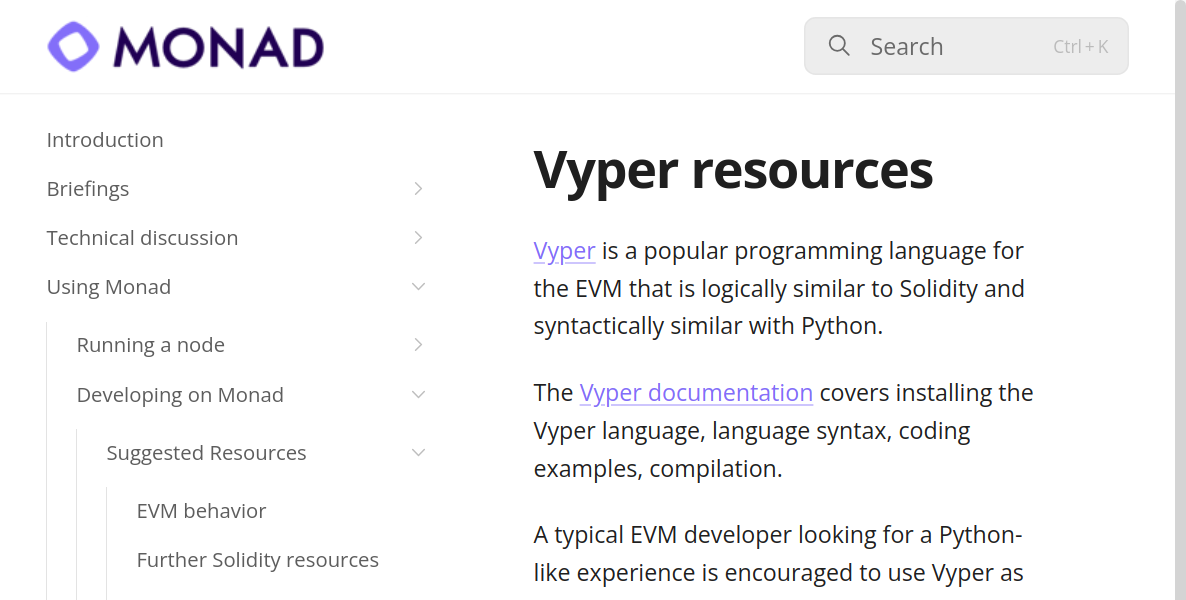 MONAD
Search
Ctrl + K
Introduction
Briefings
Technical discussion
Using Monad
Running a node
Developing on Monad
Suggested Resources
EVM behavior
Further Solidity resources
Vyper resources
Vyper is a popular programming language for
the EVM that is logically similar to Solidity and
syntactically similar with Python.
The Vyper documentation covers installing the
Vyper language, language syntax, coding
examples, compilation.
A typical EVM developer looking for a Python-
like experience is encouraged to use Vyper as